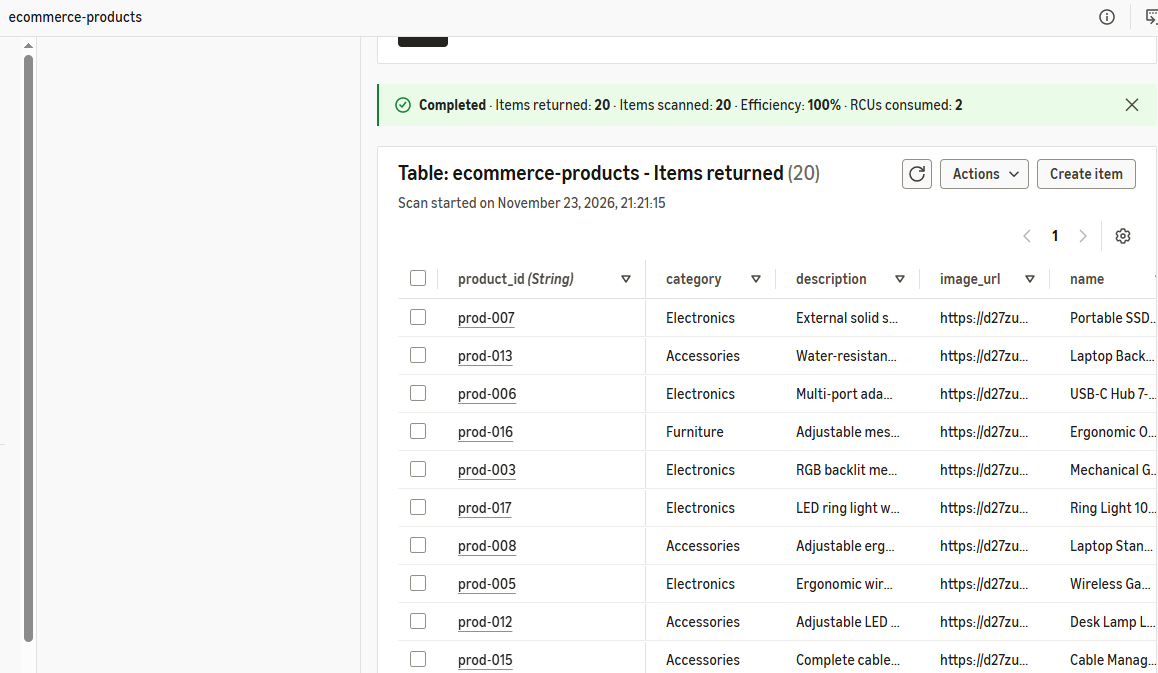 ecommerce-products
Completed · Items returned: 20 · Items scanned: 20 · Efficiency: 100% · RCUs consumed: 2
Table: ecommerce-products - Items returned (20)
Actions
Create item
Scan started on November 23, 2026, 21:21:15
1
product_id (String) category description image_url name
prod-007 Electronics External solid s... https://d27zu... Portable SSD...
prod-013 Accessories Water-resistan... https://d27zu... Laptop Back...
prod-006 Electronics Multi-port ada... https://d27zu... USB-C Hub 7-...
prod-016 Furniture Adjustable mes... https://d27zu... Ergonomic O...
prod-003 Electronics RGB backlit me... https://d27zu... Mechanical G...
prod-017 Electronics LED ring light w... https://d27zu... Ring Light 10...
prod-008 Accessories Adjustable erg... https://d27zu... Laptop Stan...
prod-005 Electronics Ergonomic wir... https://d27zu... Wireless Ga...
prod-012 Accessories Adjustable LED ... https://d27zu... Desk Lamp L...
prod-015 Accessories Complete cable... https://d27zu... Cable Manag...